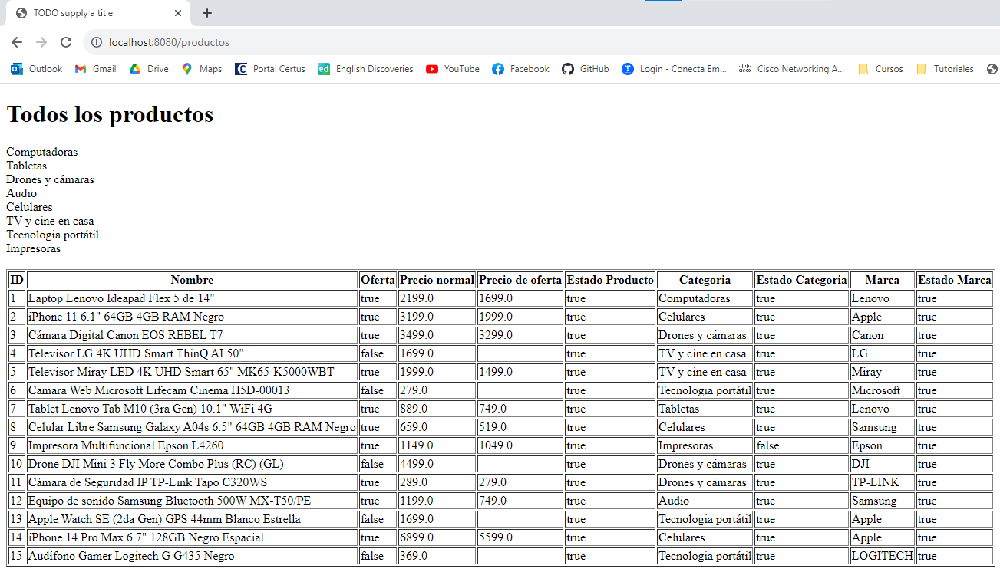 TODO supply a title
localhost:8080/productos
Outlook Gmail Drive Maps Portal Certus English Discoveries YouTube Facebook GitHub Login - Conecta Em... Cisco Networking A... Cursos Tutoriales
Todos los productos
Computadoras
Tabletas
Drones y cámaras
Audio
Celulares
TV y cine en casa
Tecnologia portátil
Impresoras
ID Nombre Oferta Precio normal Precio de oferta Estado Producto Categoria Estado Categoria Marca Estado Marca
1 Laptop Lenovo Ideapad Flex 5 de 14" true 2199.0 1699.0 true Computadoras true Lenovo true
2 iPhone 11 6.1" 64GB 4GB RAM Negro true 3199.0 1999.0 true Celulares true Apple true
3 Cámara Digital Canon EOS REBEL T7 true 3499.0 3299.0 true Drones y cámaras true Canon true
4 Televisor LG 4K UHD Smart ThinQ AI 50" false 1699.0 true TV y cine en casa true LG true
5 Televisor Miray LED 4K UHD Smart 65" MK65-K5000WBT true 1999.0 1499.0 true TV y cine en casa true Miray true
6 Camara Web Microsoft Lifecam Cinema H5D-00013 false 279.0 true Tecnologia portátil true Microsoft true
7 Tablet Lenovo Tab M10 (3ra Gen) 10.1" WiFi 4G true 889.0 749.0 true Tabletas true Lenovo true
8 Celular Libre Samsung Galaxy A04s 6.5" 64GB 4GB RAM Negro true 659.0 519.0 true Celulares true Samsung true
9 Impresora Multifuncional Epson L4260 true 1149.0 1049.0 true Impresoras false Epson true
10 Drone DJI Mini 3 Fly More Combo Plus (RC) (GL) false 4499.0 true Drones y cámaras true DJI true
11 Cámara de Seguridad IP TP-Link Tapo C320WS true 289.0 279.0 true Drones y cámaras true TP-LINK true
12 Equipo de sonido Samsung Bluetooth 500W MX-T50/PE true 1199.0 749.0 true Audio true Samsung true
13 Apple Watch SE (2da Gen) GPS 44mm Blanco Estrella false 1699.0 true Tecnologia portátil true Apple true
14 iPhone 14 Pro Max 6.7" 128GB Negro Espacial true 6899.0 5599.0 true Celulares true Apple true
15 Audífono Gamer Logitech G G435 Negro false 369.0 true Tecnologia portátil true LOGITECH true